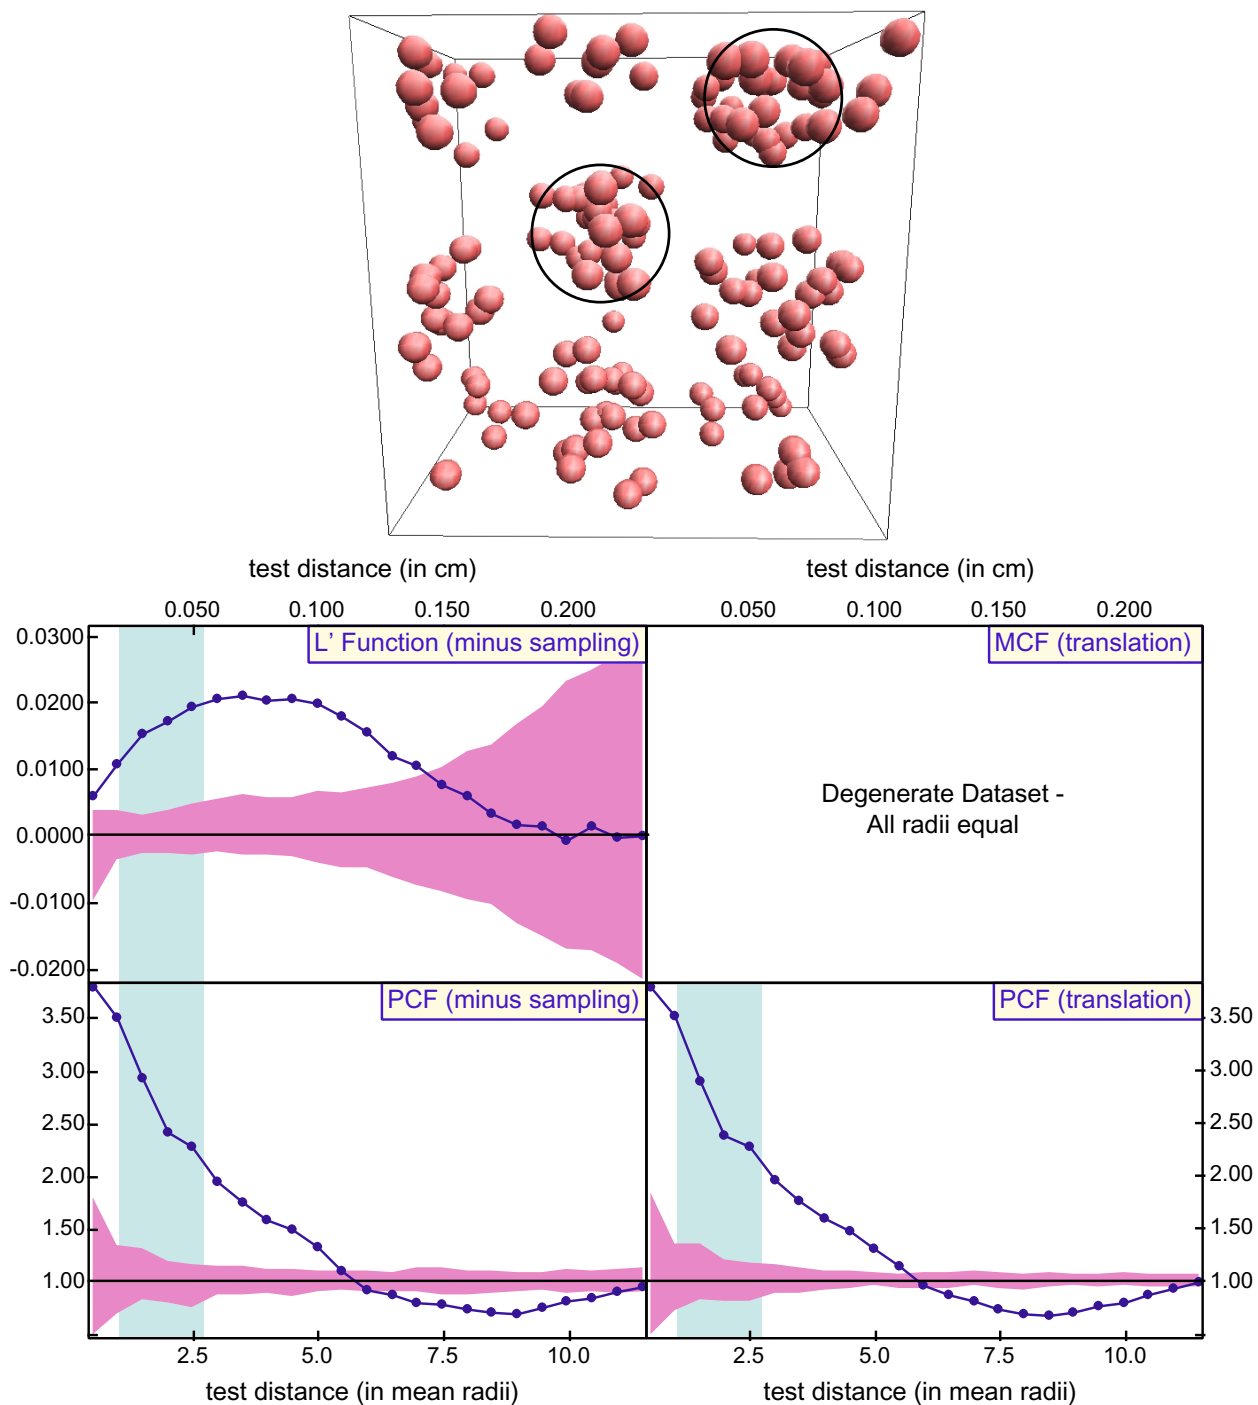 test distance (in cm)
test distance (in cm)
0.050 0.100 0.150 0.200
0.050 0.100 0.150 0.200
L’ Function (minus sampling)
MCF (translation)
0.0300
0.0200
0.0100
0.0000
-0.0100
-0.0200
Degenerate Dataset -
All radii equal
PCF (minus sampling)
PCF (translation)
3.50
3.00
2.50
2.00
1.50
1.00
3.50
3.00
2.50
2.00
1.50
1.00
2.5 5.0 7.5 10.0
2.5 5.0 7.5 10.0
test distance (in mean radii)
test distance (in mean radii)